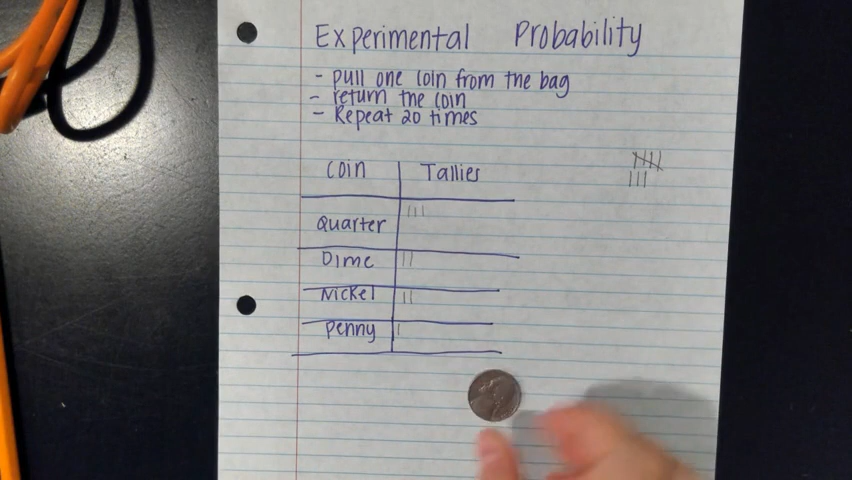 Experimental Probability
- pull one coin from the bag
- return the coin
- Repeat 20 times
Coin Tallies
Quarter |||
Dime ||
Nickel ||
Penny |